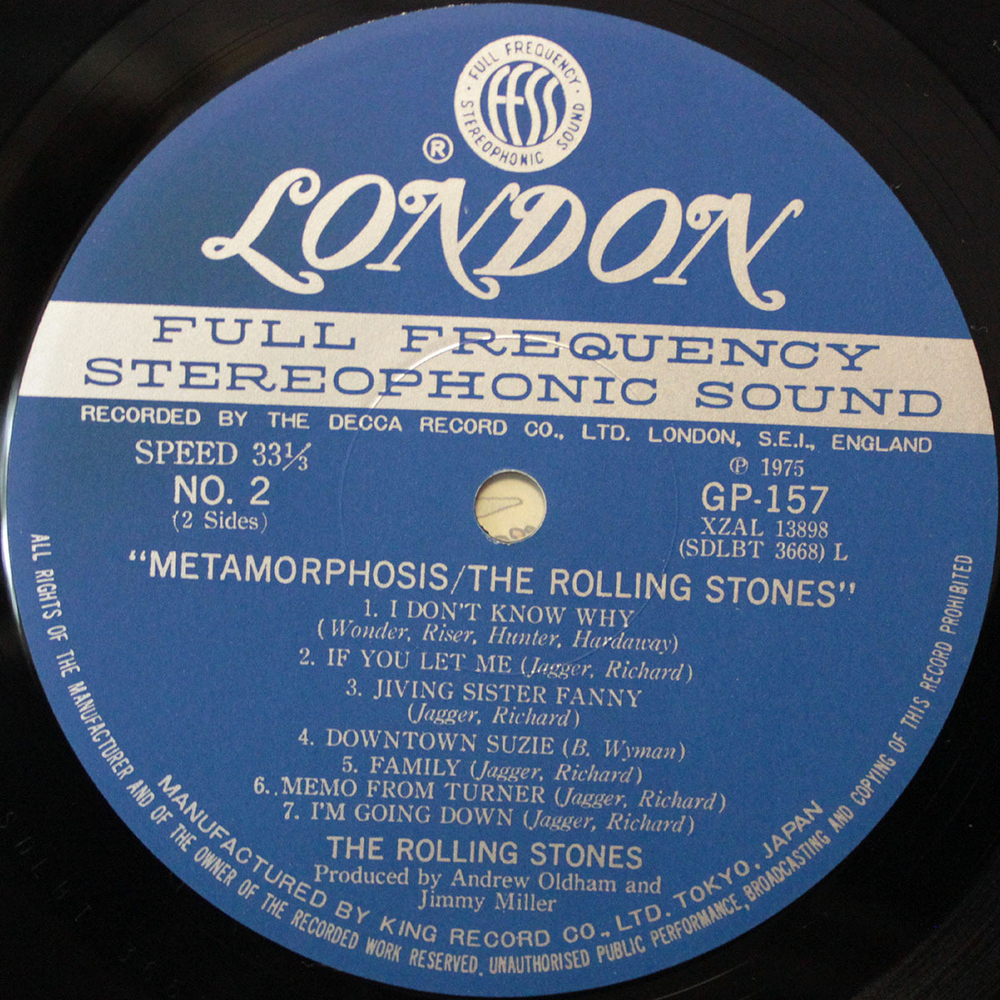 FULL FREQUENCY
STEREOPHONIC SOUND
FFSS
®
LONDON
FULL FREQUENCY
STEREOPHONIC SOUND
RECORDED BY THE DECCA RECORD CO., LTD. LONDON, S.E.I., ENGLAND
SPEED 33⅓
NO. 2
(2 Sides)
℗ 1975
GP-157
XZAL 13898
(SDLBT 3668) L
"METAMORPHOSIS/THE ROLLING STONES"
1. I DON'T KNOW WHY
(Wonder, Riser, Hunter, Hardaway)
2. IF YOU LET ME (Jagger, Richard)
3. JIVING SISTER FANNY
(Jagger, Richard)
4. DOWNTOWN SUZIE (B. Wyman)
5. FAMILY (Jagger, Richard)
6. MEMO FROM TURNER (Jagger, Richard)
7. I'M GOING DOWN (Jagger, Richard)
THE ROLLING STONES
Produced by Andrew Oldham and
Jimmy Miller
MANUFACTURED BY KING RECORD CO., LTD. TOKYO, JAPAN
ALL RIGHTS OF THE MANUFACTURER AND OF THE OWNER OF THE RECORDED WORK RESERVED. UNAUTHORISED PUBLIC PERFORMANCE, BROADCASTING AND COPYING OF THIS RECORD PROHIBITED